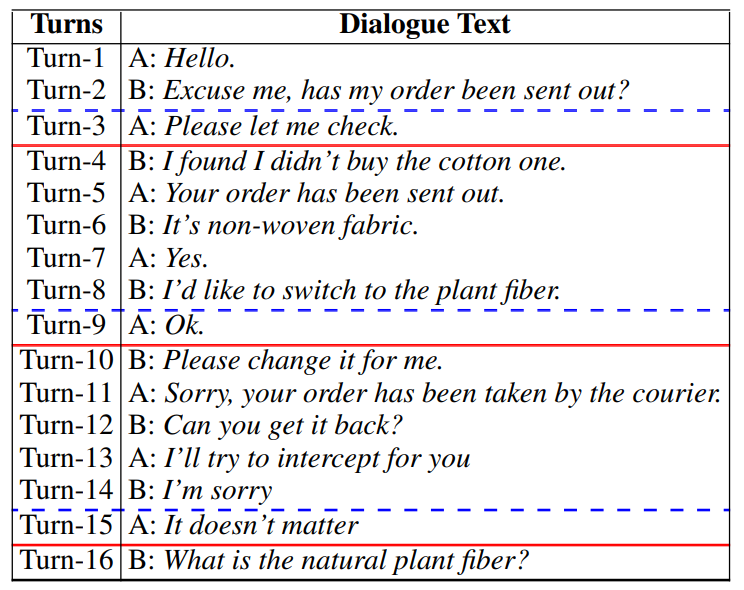 Turns Dialogue Text
Turn-1 A: Hello.
Turn-2 B: Excuse me, has my order been sent out?
Turn-3 A: Please let me check.
Turn-4 B: I found I didn't buy the cotton one.
Turn-5 A: Your order has been sent out.
Turn-6 B: It's non-woven fabric.
Turn-7 A: Yes.
Turn-8 B: I'd like to switch to the plant fiber.
Turn-9 A: Ok.
Turn-10 B: Please change it for me.
Turn-11 A: Sorry, your order has been taken by the courier.
Turn-12 B: Can you get it back?
Turn-13 A: I'll try to intercept for you
Turn-14 B: I'm sorry
Turn-15 A: It doesn't matter
Turn-16 B: What is the natural plant fiber?